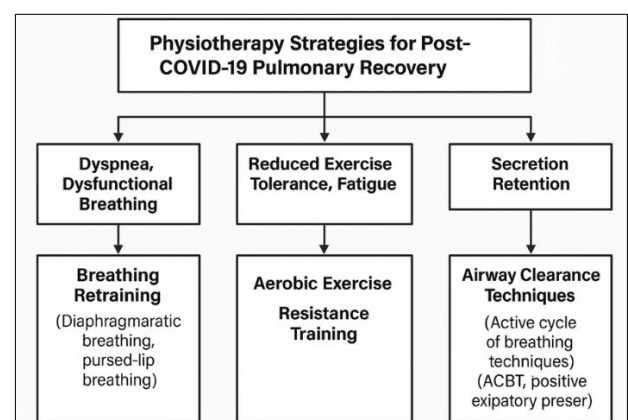 Physiotherapy Strategies for Post-
COVID-19 Pulmonary Recovery
Dyspnea,
Dysfunctional
Breathing
Reduced Exercise
Tolerance, Fatigue
Secretion
Retention
Breathing
Retraining
(Diaphragmaratic
breathing,
pursed-lip
breathing)
Aerobic Exercise
Resistance
Training
Airway Clearance
Techniques
(Active cycle
of breathing
techniques)
(ACBT, positive
exipatory preser)